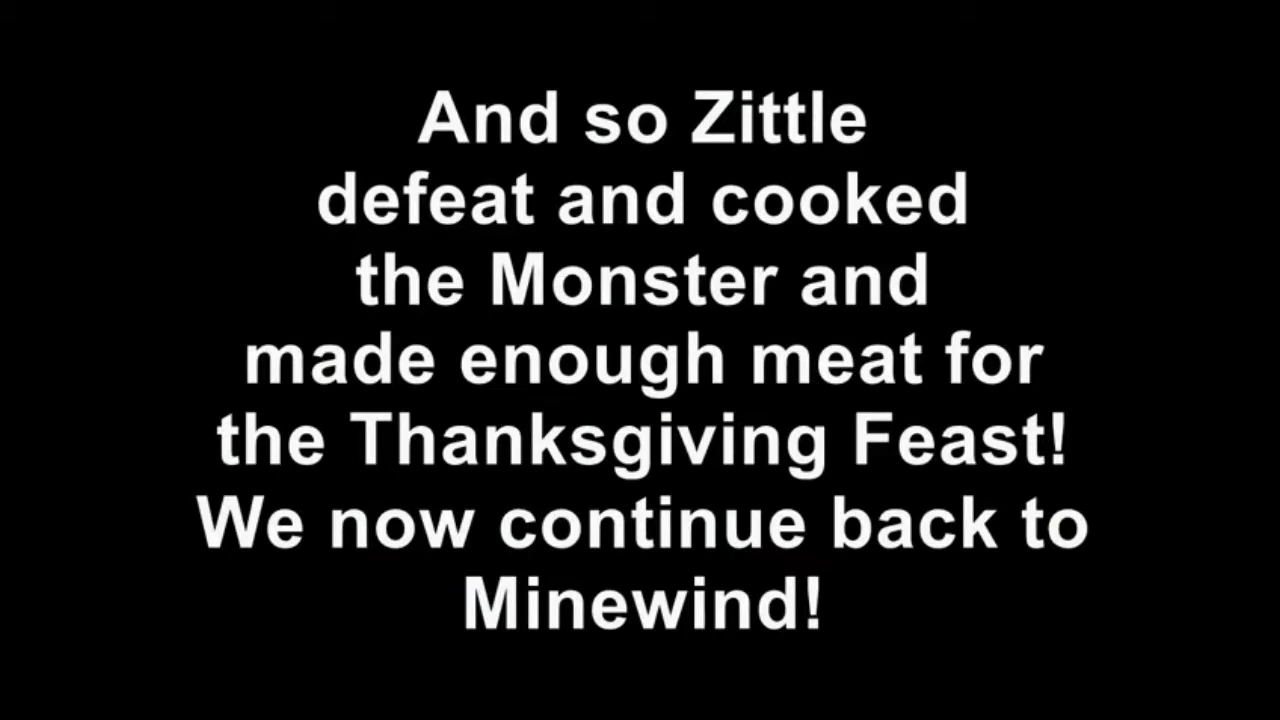 And so Zittle
defeat and cooked
the Monster and
made enough meat for
the Thanksgiving Feast!
We now continue back to
Minewind!